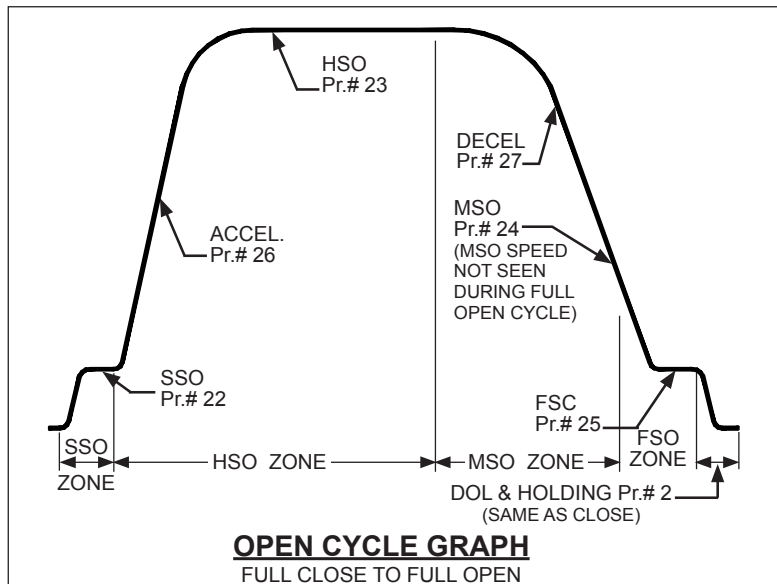 HSO
Pr.# 23
DECEL
Pr.# 27
MSO
Pr.# 24
(MSO SPEED
NOT SEEN
DURING FULL
OPEN CYCLE)
ACCEL.
Pr.# 26
SSO
Pr.# 22
FSC
Pr.# 25
SSO
ZONE
HSO ZONE
MSO ZONE
FSO
ZONE
DOL & HOLDING Pr.# 2
(SAME AS CLOSE)
OPEN CYCLE GRAPH
FULL CLOSE TO FULL OPEN